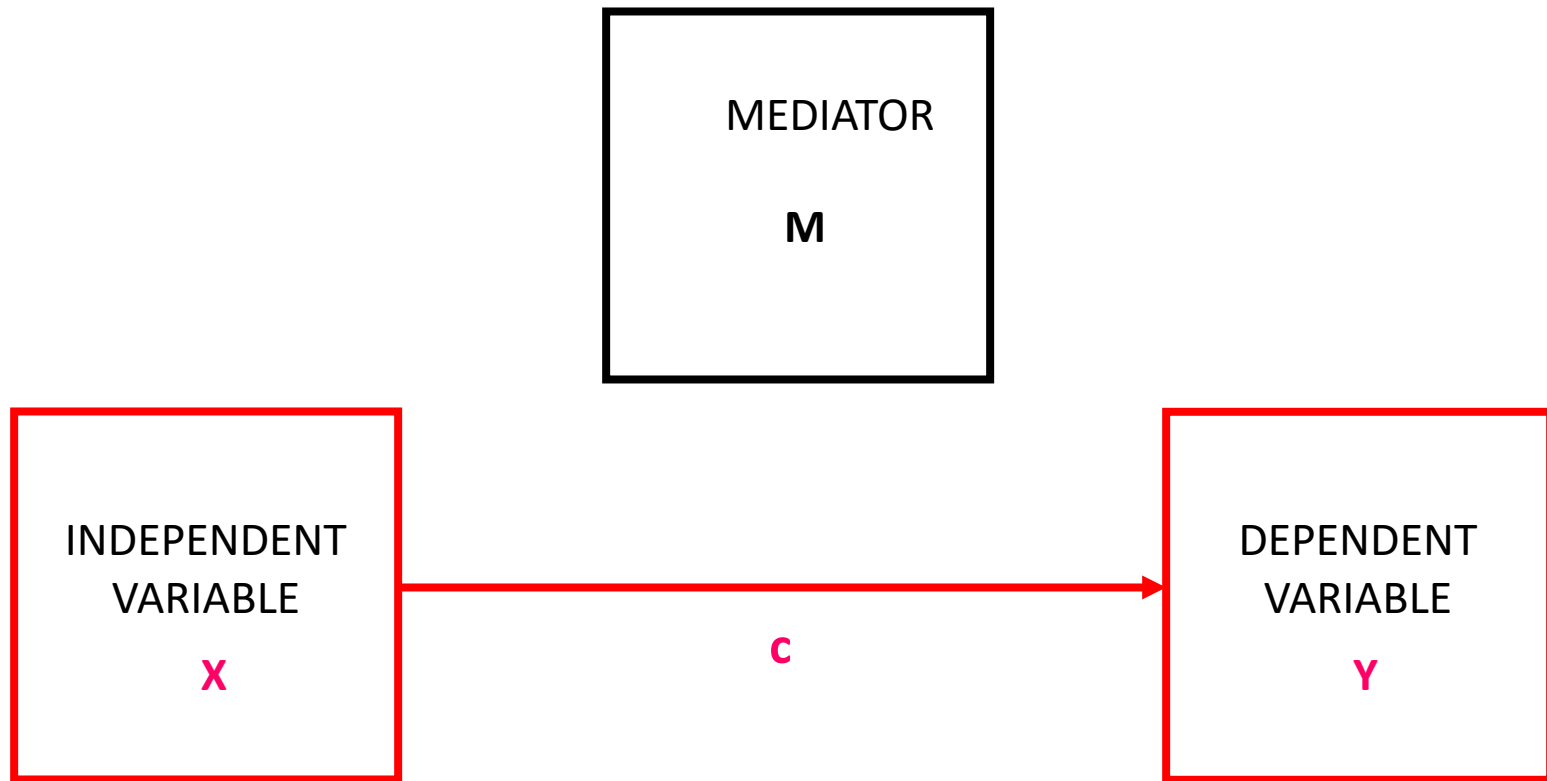 MEDIATOR
M
INDEPENDENT
VARIABLE
X
c
DEPENDENT
VARIABLE
Y